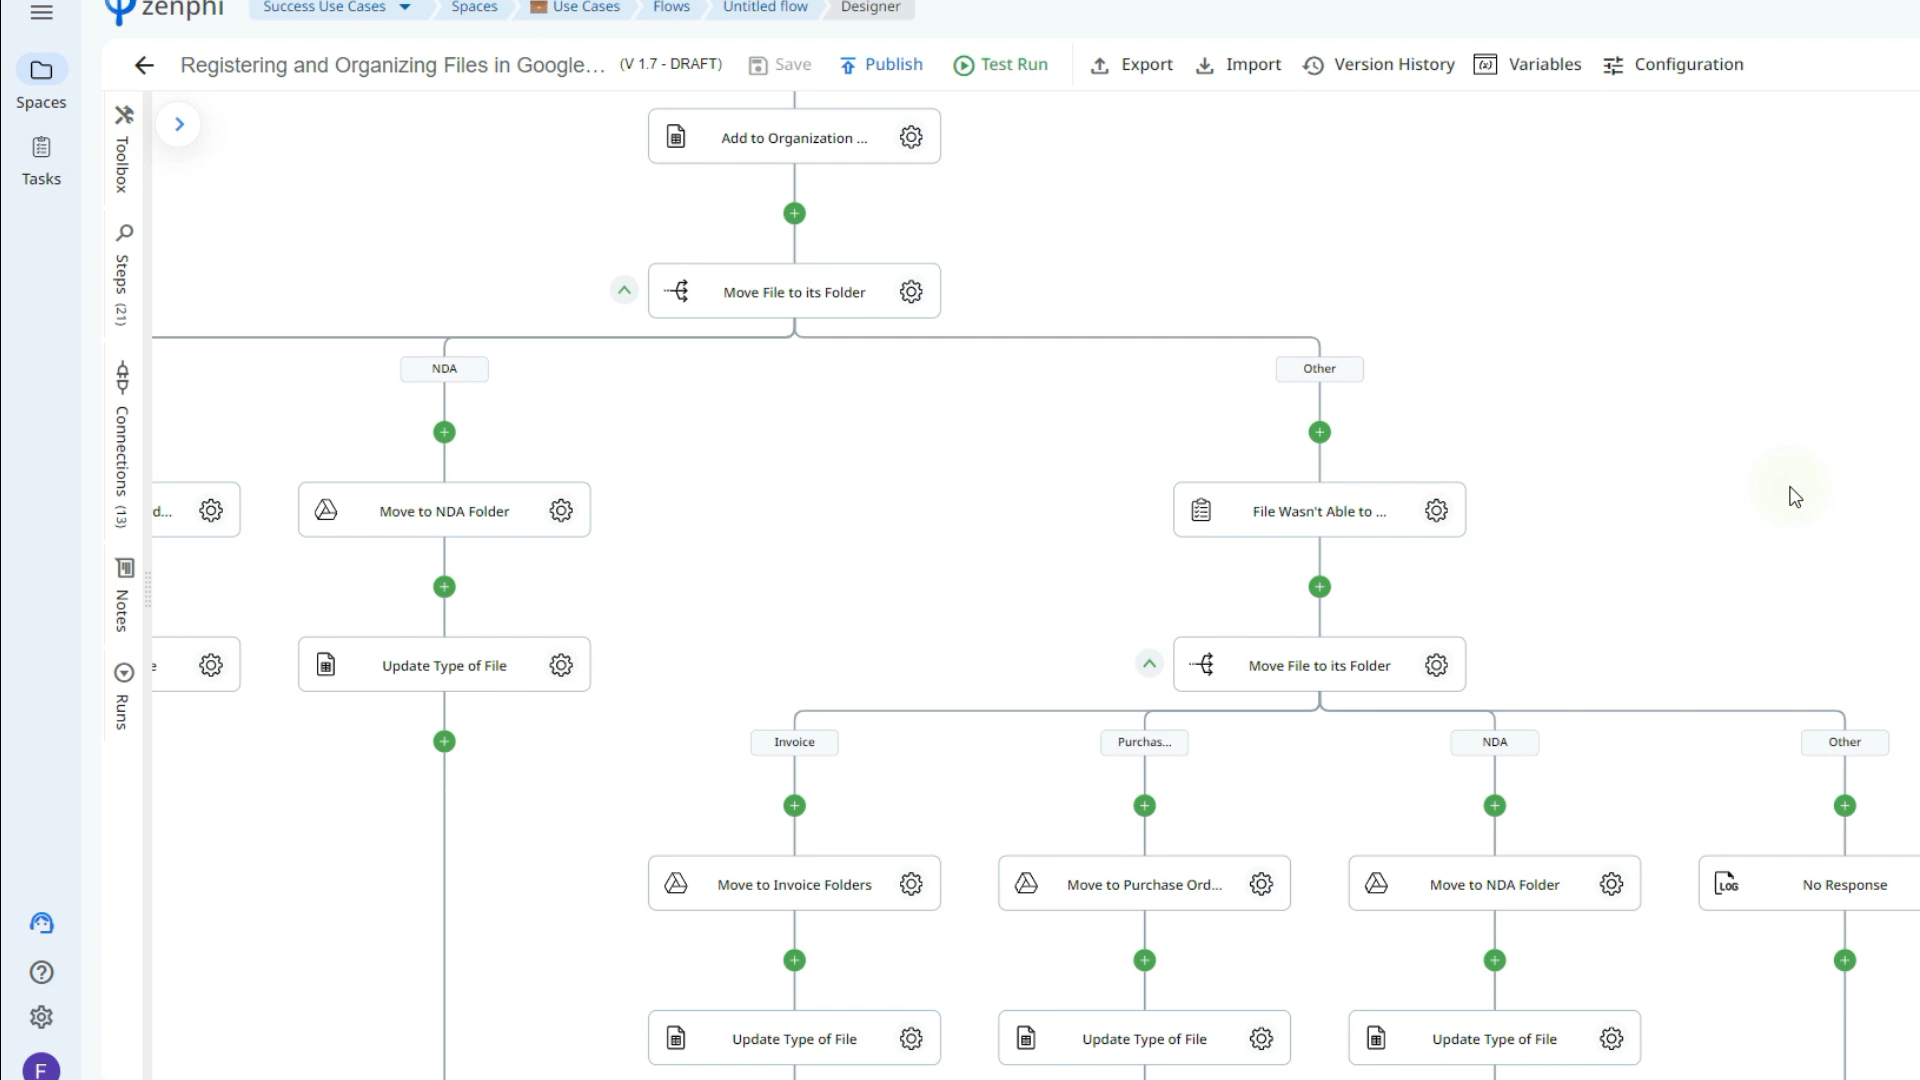 zenphi
Success Use Cases
Spaces
Use Cases
Flows
Untitled flow
Designer
Registering and Organizing Files in Google...
(V 1.7 - DRAFT)
Save
Publish
Test Run
Export
Import
Version History
(x)
Variables
Configuration
Spaces
Tasks
Toolbox
Steps (21)
Connections (13)
Notes
Runs
Add to Organization ...
Move File to its Folder
NDA
Other
d...
Move to NDA Folder
File Wasn't Able to ...
e
Update Type of File
Move File to its Folder
Invoice
Purchas...
NDA
Other
Move to Invoice Folders
Move to Purchase Ord...
Move to NDA Folder
LOG
No Response
Update Type of File
Update Type of File
Update Type of File
F